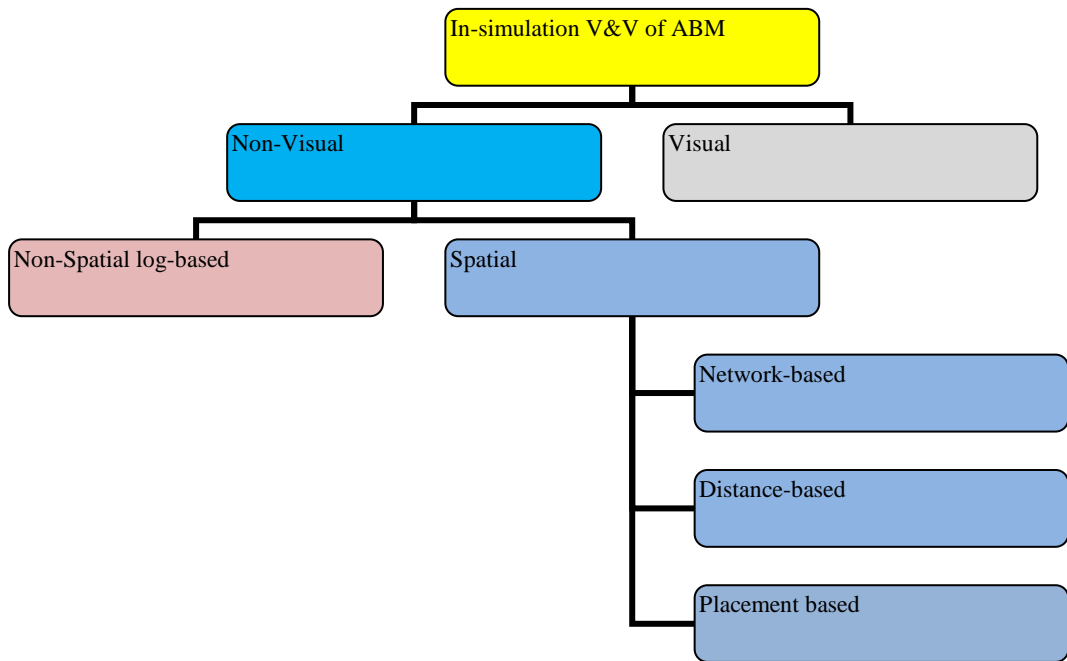 In-simulation V&V of ABM
Non-Visual
Visual
Non-Spatial log-based
Spatial
Network-based
Distance-based
Placement based